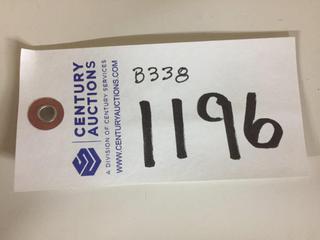 CENTURY
AUCTIONS
A DIVISION OF CENTURY SERVICES
WWW.CENTURYAUCTIONS.COM
B338
1196